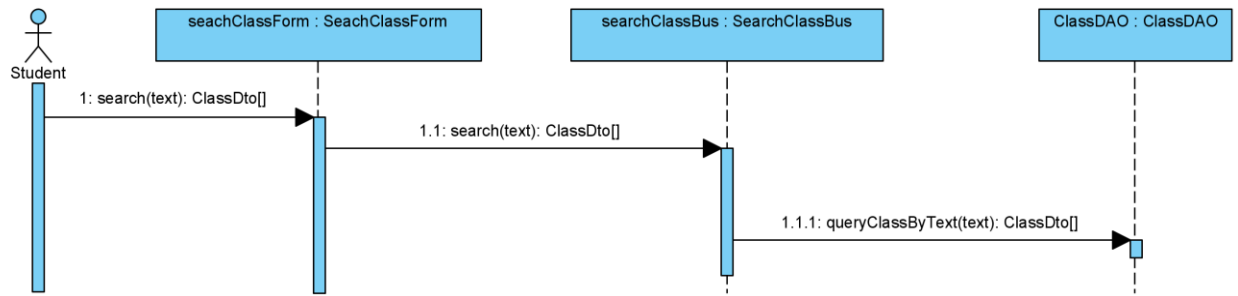 seachClassForm : SeachClassForm
searchClassBus : SearchClassBus
ClassDAO : ClassDAO
Student
1: search(text): ClassDto[]
1.1: search(text): ClassDto[]
1.1.1: queryClassByText(text): ClassDto[]